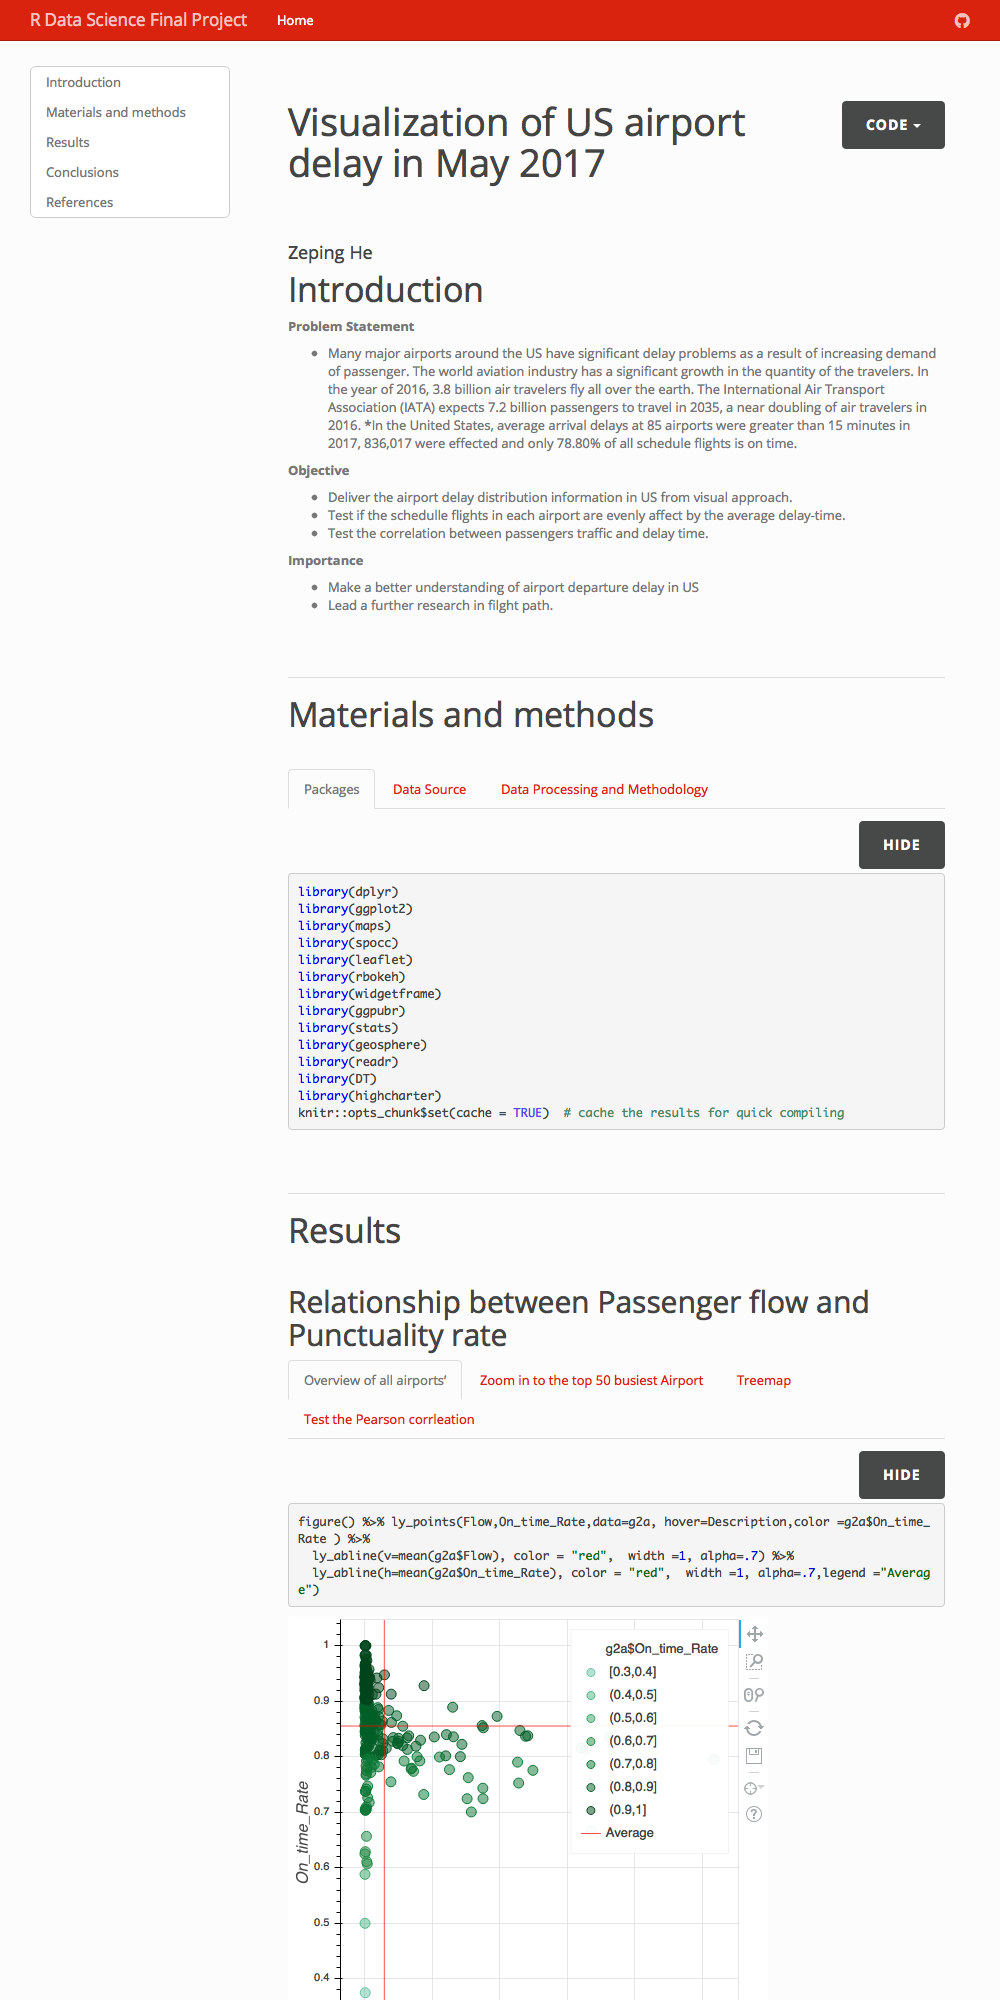 R Data Science Final Project Home
Introduction
Materials and methods
Results
Conclusions
References
Visualization of US airport
delay in May 2017
CODE
Zeping He
Introduction
Problem Statement
Many major airports around the US have significant delay problems as a result of increasing demand
of passenger. The world aviation industry has a significant growth in the quantity of the travelers. In
the year of 2016, 3.8 billion air travelers fly all over the earth. The International Air Transport
Association (IATA) expects 7.2 billion passengers to travel in 2035, a near doubling of air travelers in
2016. *In the United States, average arrival delays at 85 airports were greater than 15 minutes in
2017, 836,017 were effected and only 78.80% of all schedule flights is on time.
Objective
Deliver the airport delay distribution information in US from visual approach.
Test if the schedulle flights in each airport are evenly affect by the average delay-time.
Test the correlation between passengers traffic and delay time.
Importance
Make a better understanding of airport departure delay in US
Lead a further research in filght path.
Materials and methods
Packages Data Source Data Processing and Methodology
HIDE
library(dplyr)
library(ggplot2)
library(maps)
library(spocc)
library(leaflet)
library(rbokeh)
library(widgetframe)
library(ggpubr)
library(stats)
library(geosphere)
library(readr)
library(DT)
library(highcharter)
knitr::opts_chunk$set(cache = TRUE)  # cache the results for quick compiling
Results
Relationship between Passenger flow and
Punctuality rate
Overview of all airports' Zoom in to the top 50 busiest Airport Treemap
Test the Pearson corrleation
HIDE
figure() %>% ly_points(Flow,On_time_Rate,data=g2a, hover=Description,color =g2a$On_time_
Rate ) %>%
ly_abline(v=mean(g2a$Flow), color = "red",  width =1, alpha=.7) %>%
ly_abline(h=mean(g2a$On_time_Rate), color = "red",  width =1, alpha=.7,legend ="Averag
e")
g2a$On_time_Rate
[0.3,0.4]
(0.4,0.5]
(0.5,0.6]
(0.6,0.7]
(0.7,0.8]
(0.8,0.9]
(0.9,1]
Average
On_time_Rate
1
0.9
0.8
0.7
0.6
0.5
0.4